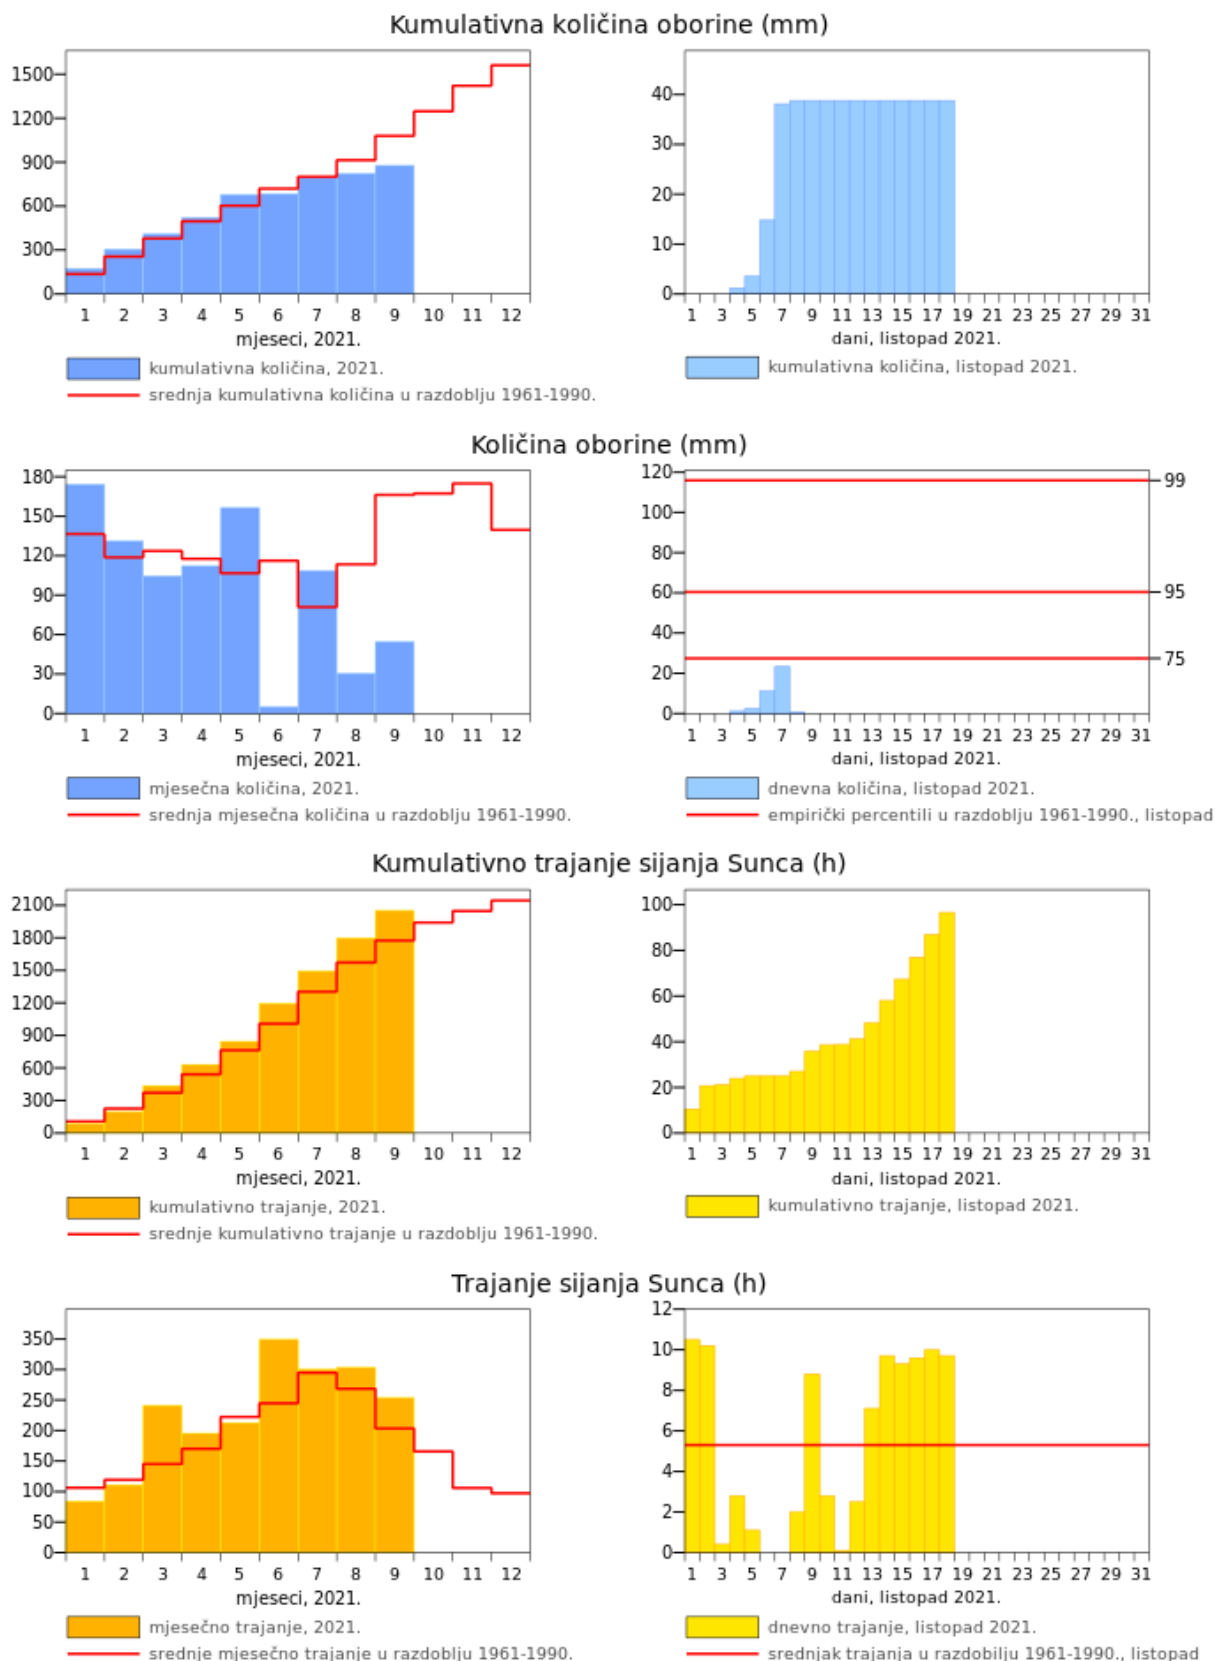 Kumulativna količina oborine (mm)
1500
1200
900
600
300
0
1 2 3 4 5 6 7 8 9 10 11 12
mjeseci, 2021.
kumulativna količina, 2021.
srednja kumulativna količina u razdoblju 1961-1990.
40
30
20
10
0
1 3 5 7 9 11 13 15 17 19 21 23 25 27 29 31
dani, listopad 2021.
kumulativna količina, listopad 2021.
Količina oborine (mm)
180
150
120
90
60
30
0
1 2 3 4 5 6 7 8 9 10 11 12
mjeseci, 2021.
mjesečna količina, 2021.
srednja mjesečna količina u razdoblju 1961-1990.
120
100
80
60
40
20
0
99
95
75
1 3 5 7 9 11 13 15 17 19 21 23 25 27 29 31
dani, listopad 2021.
dnevna količina, listopad 2021.
empirički percentili u razdoblju 1961-1990., listopad
Kumulativno trajanje sijanja Sunca (h)
2100
1800
1500
1200
900
600
300
0
1 2 3 4 5 6 7 8 9 10 11 12
mjeseci, 2021.
kumulativno trajanje, 2021.
srednje kumulativno trajanje u razdoblju 1961-1990.
100
80
60
40
20
0
1 3 5 7 9 11 13 15 17 19 21 23 25 27 29 31
dani, listopad 2021.
kumulativno trajanje, listopad 2021.
Trajanje sijanja Sunca (h)
350
300
250
200
150
100
50
0
1 2 3 4 5 6 7 8 9 10 11 12
mjeseci, 2021.
mjesečno trajanje, 2021.
srednje mjesečno trajanje u razdoblju 1961-1990.
12
10
8
6
4
2
0
1 3 5 7 9 11 13 15 17 19 21 23 25 27 29 31
dani, listopad 2021.
dnevno trajanje, listopad 2021.
srednjak trajanja u razdobilju 1961-1990., listopad